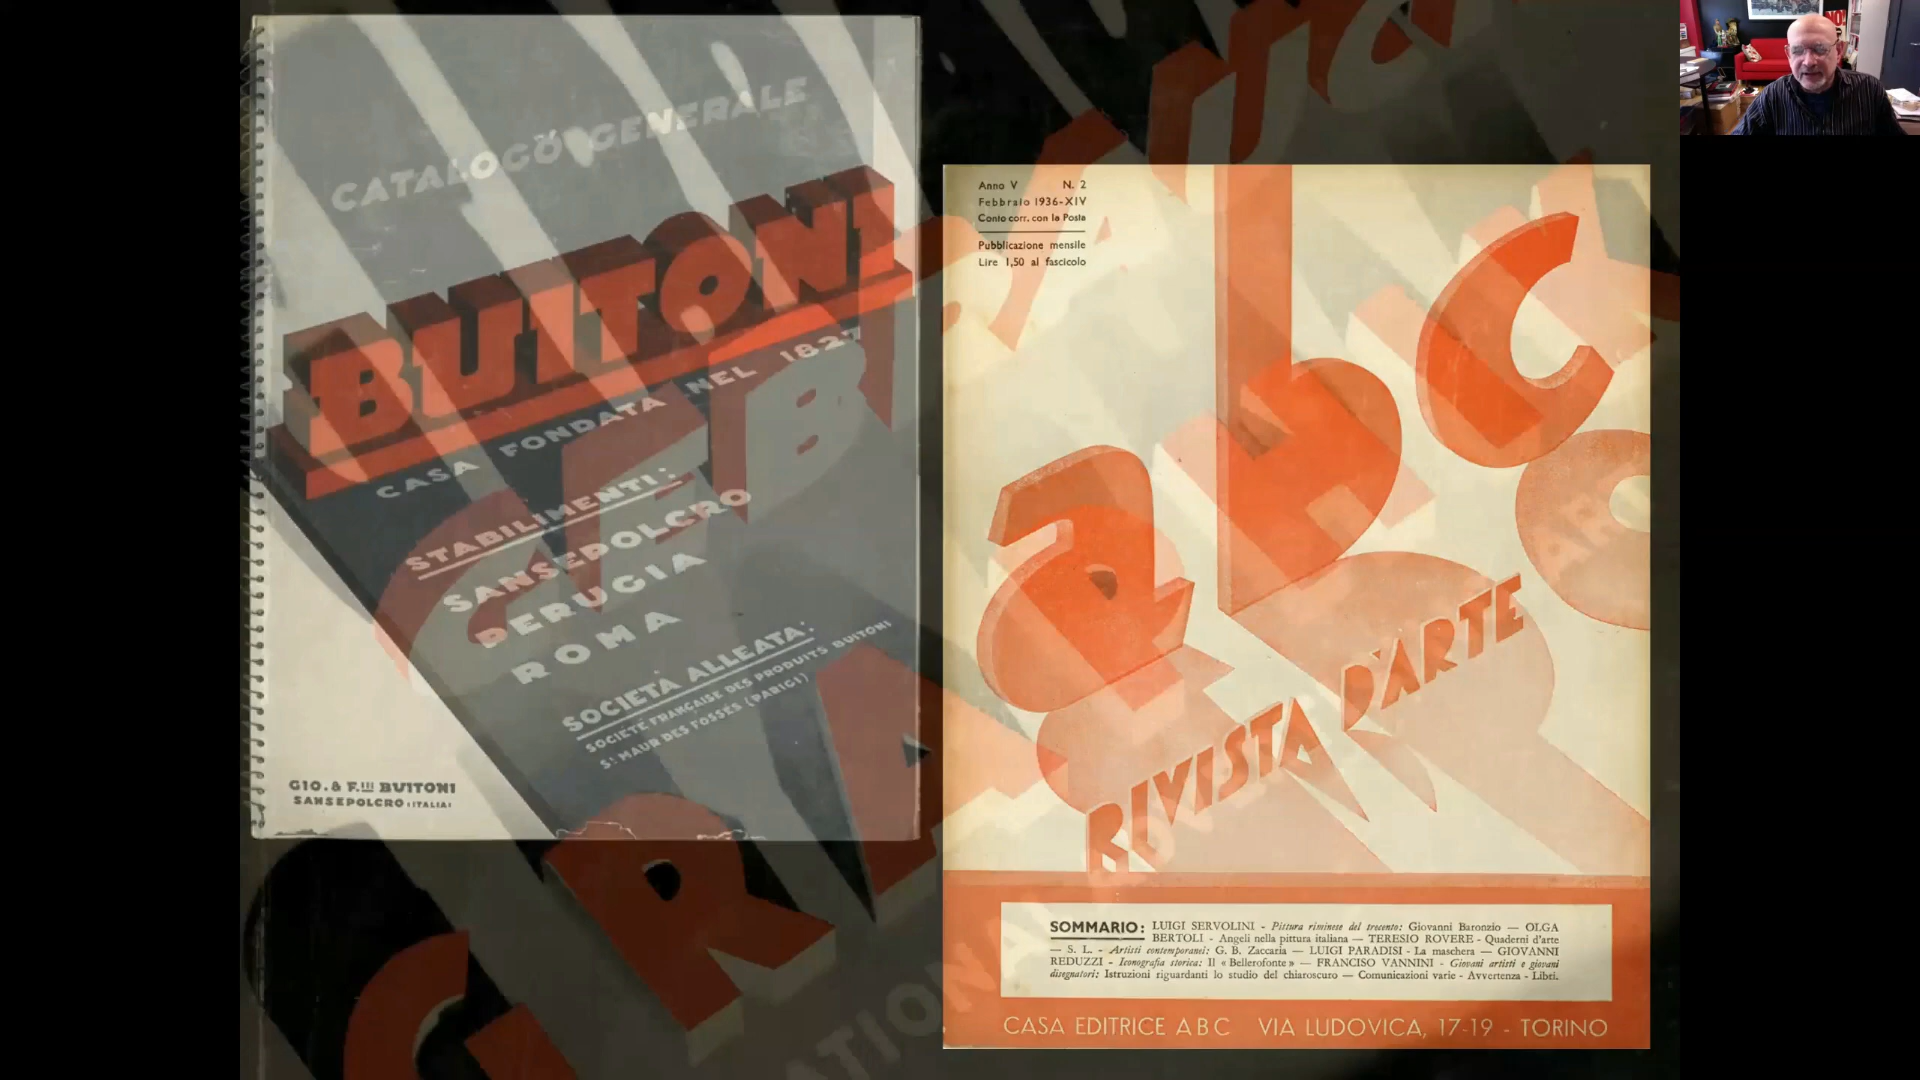 CATALOGO GENERALE
BUITONI
CASA FONDATA NEL 1827
STABILIMENTI:
SANSEPOLCRO
PERUGIA
ROMA
SOCIETÀ ALLEATA:
SOCIETÉ FRANÇAISE DES PRODUITS BUITONI
St MAUR DES FOSSÉS (PARIGI)
GIO. & F.lli BUITONI
SANSEPOLCRO (ITALIA)
Anno V N. 2
Febbraio 1936-XIV
Conto corr. con la Posta
Pubblicazione mensile
Lire 1,50 al fascicolo
abc
RIVISTA D'ARTE
SOMMARIO: LUIGI SERVOLINI - Pittura riminese del trecento: Giovanni Baronzio — OLGA
BERTOLI - Angeli nella pittura italiana — TERESIO ROVERE - Quaderni d'arte
— S. L. - Artisti contemporanei: G. B. Zaccaria — LUIGI PARADISI - La maschera — GIOVANNI
REDUZZI - Iconografia storica: Il « Bellerofonte » — FRANCISO VANNINI - Giovani artisti e giovani
disegnatori: Istruzioni riguardanti lo studio del chiaroscuro — Comunicazioni varie - Avvertenza - Libri.
CASA EDITRICE ABC VIA LUDOVICA, 17-19 - TORINO